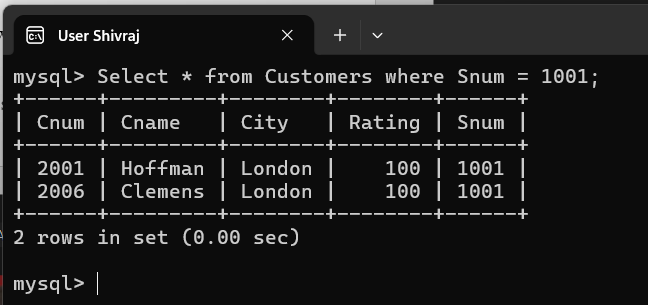 User Shivraj
mysql> Select * from Customers where Snum = 1001;
+------+---------+--------+--------+------+
| Cnum | Cname   | City   | Rating | Snum |
+------+---------+--------+--------+------+
| 2001 | Hoffman | London |    100 | 1001 |
| 2006 | Clemens | London |    100 | 1001 |
+------+---------+--------+--------+------+
2 rows in set (0.00 sec)
mysql>